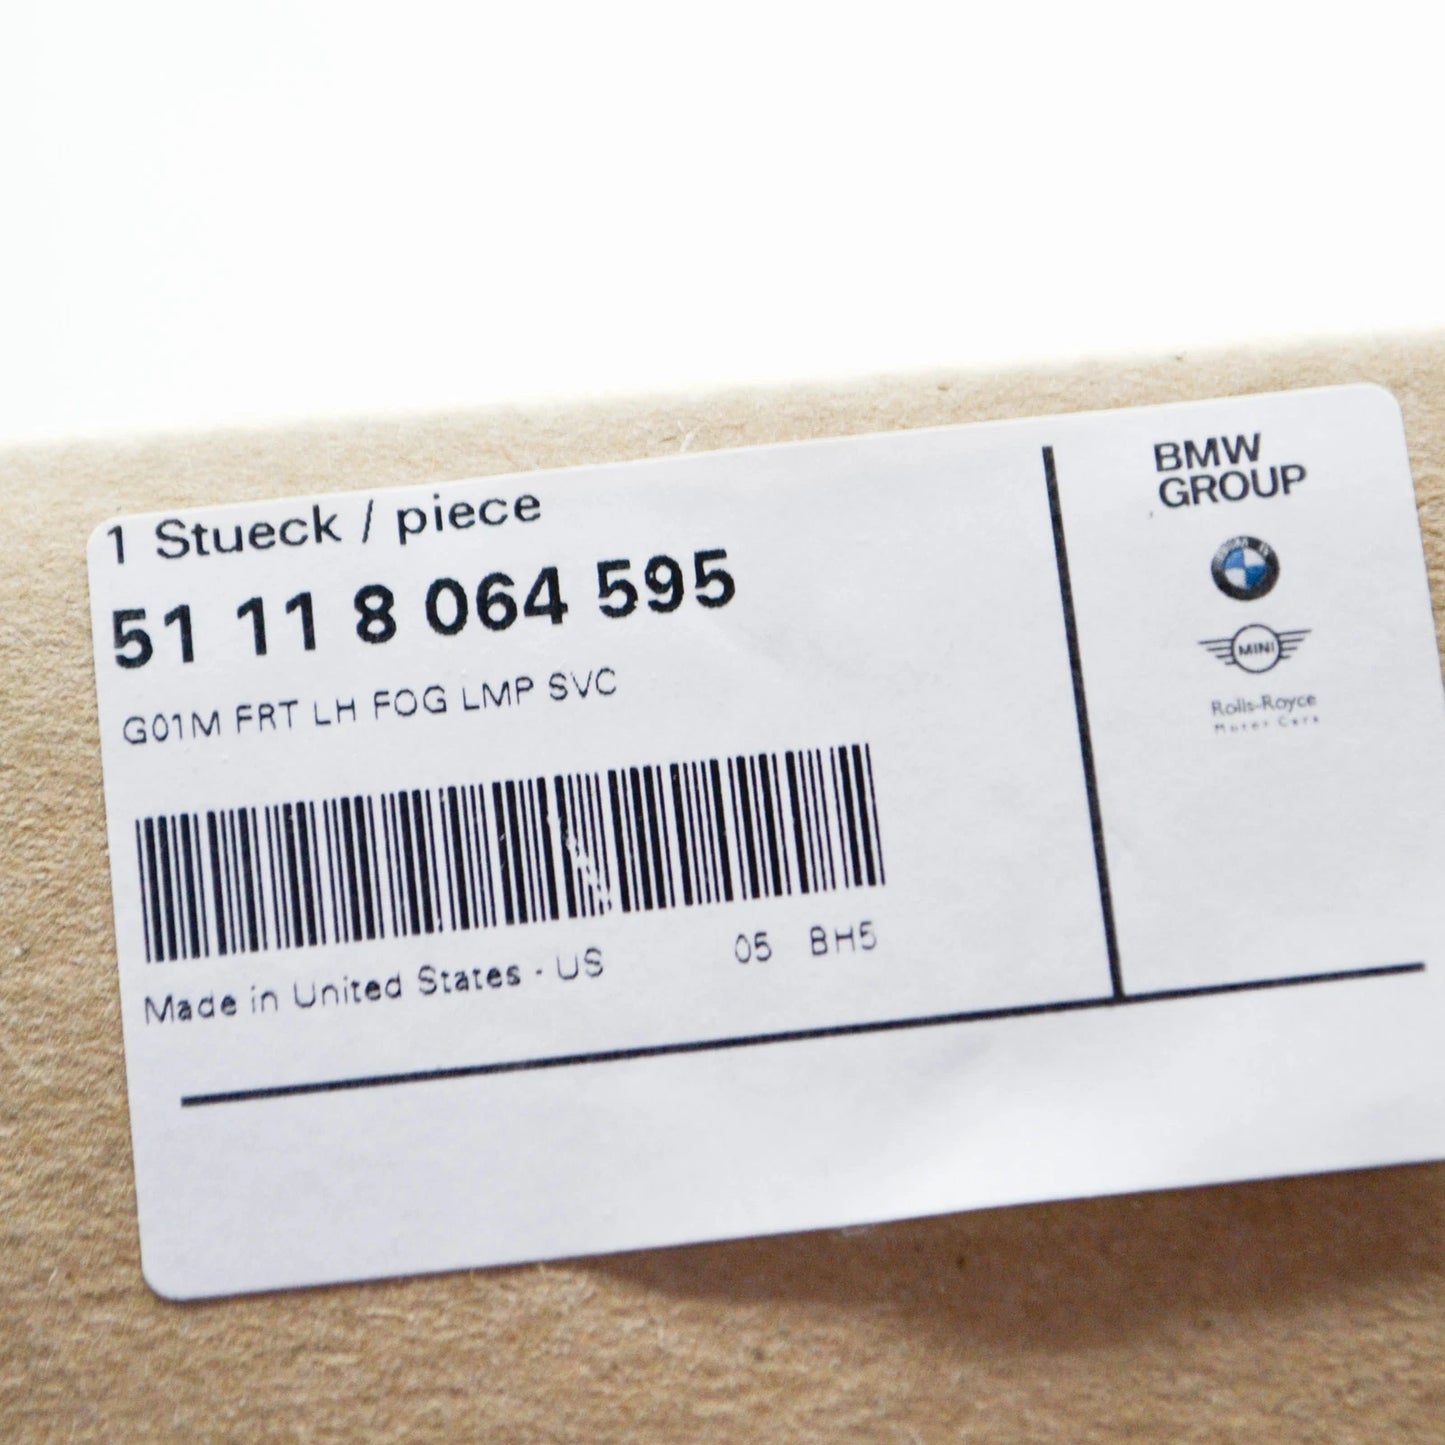 1 Stueck / piece
51 11 8 064 595
G01M FRT LH FOG LMP SVC
Made in United States - US 05 BH5
BMW
GROUP
MINI
Rolls-Royce
Motor Cars